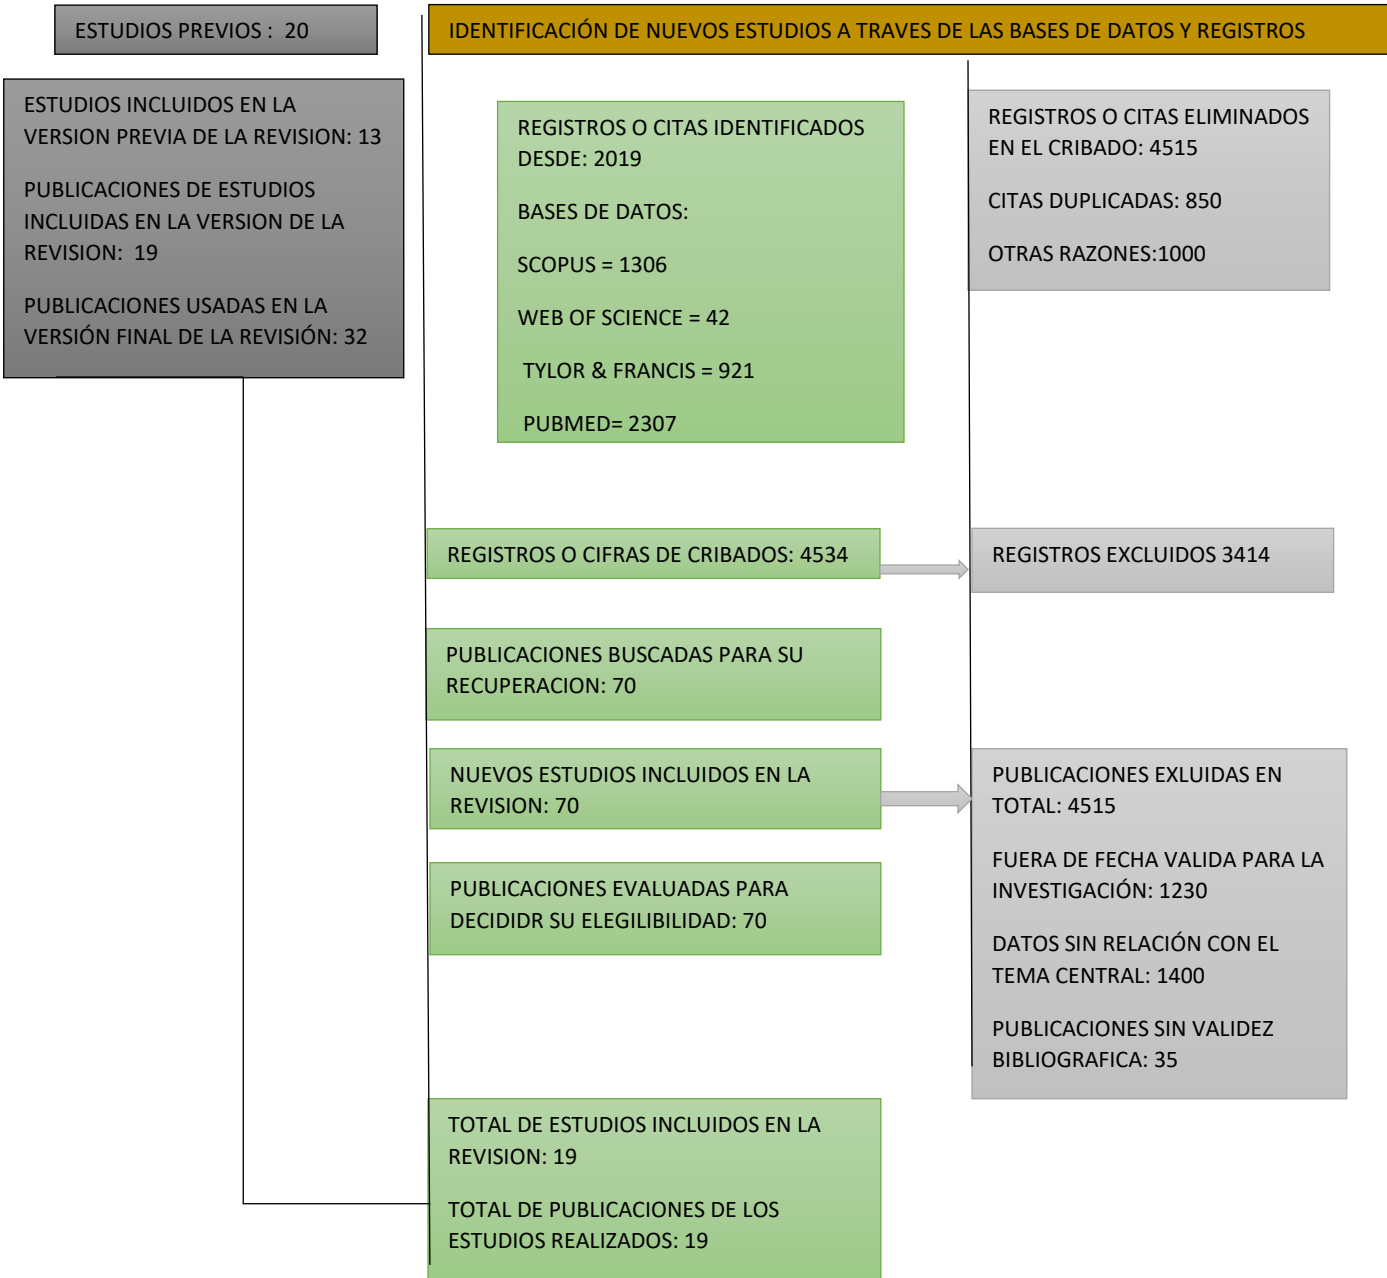 ESTUDIOS PREVIOS : 20
IDENTIFICACIÓN DE NUEVOS ESTUDIOS A TRAVES DE LAS BASES DE DATOS Y REGISTROS
ESTUDIOS INCLUIDOS EN LA
VERSION PREVIA DE LA REVISION: 13
PUBLICACIONES DE ESTUDIOS
INCLUIDAS EN LA VERSION DE LA
REVISION: 19
PUBLICACIONES USADAS EN LA
VERSIÓN FINAL DE LA REVISIÓN: 32
REGISTROS O CITAS IDENTIFICADOS
DESDE: 2019
BASES DE DATOS:
SCOPUS = 1306
WEB OF SCIENCE = 42
TYLOR & FRANCIS = 921
PUBMED= 2307
REGISTROS O CITAS ELIMINADOS
EN EL CRIBADO: 4515
CITAS DUPLICADAS: 850
OTRAS RAZONES:1000
REGISTROS O CIFRAS DE CRIBADOS: 4534
REGISTROS EXCLUIDOS 3414
PUBLICACIONES BUSCADAS PARA SU
RECUPERACION: 70
NUEVOS ESTUDIOS INCLUIDOS EN LA
REVISION: 70
PUBLICACIONES EXLUIDAS EN
TOTAL: 4515
FUERA DE FECHA VALIDA PARA LA
INVESTIGACIÓN: 1230
DATOS SIN RELACIÓN CON EL
TEMA CENTRAL: 1400
PUBLICACIONES SIN VALIDEZ
BIBLIOGRAFICA: 35
PUBLICACIONES EVALUADAS PARA
DECIDIDR SU ELEGILIBILIDAD: 70
TOTAL DE ESTUDIOS INCLUIDOS EN LA
REVISION: 19
TOTAL DE PUBLICACIONES DE LOS
ESTUDIOS REALIZADOS: 19